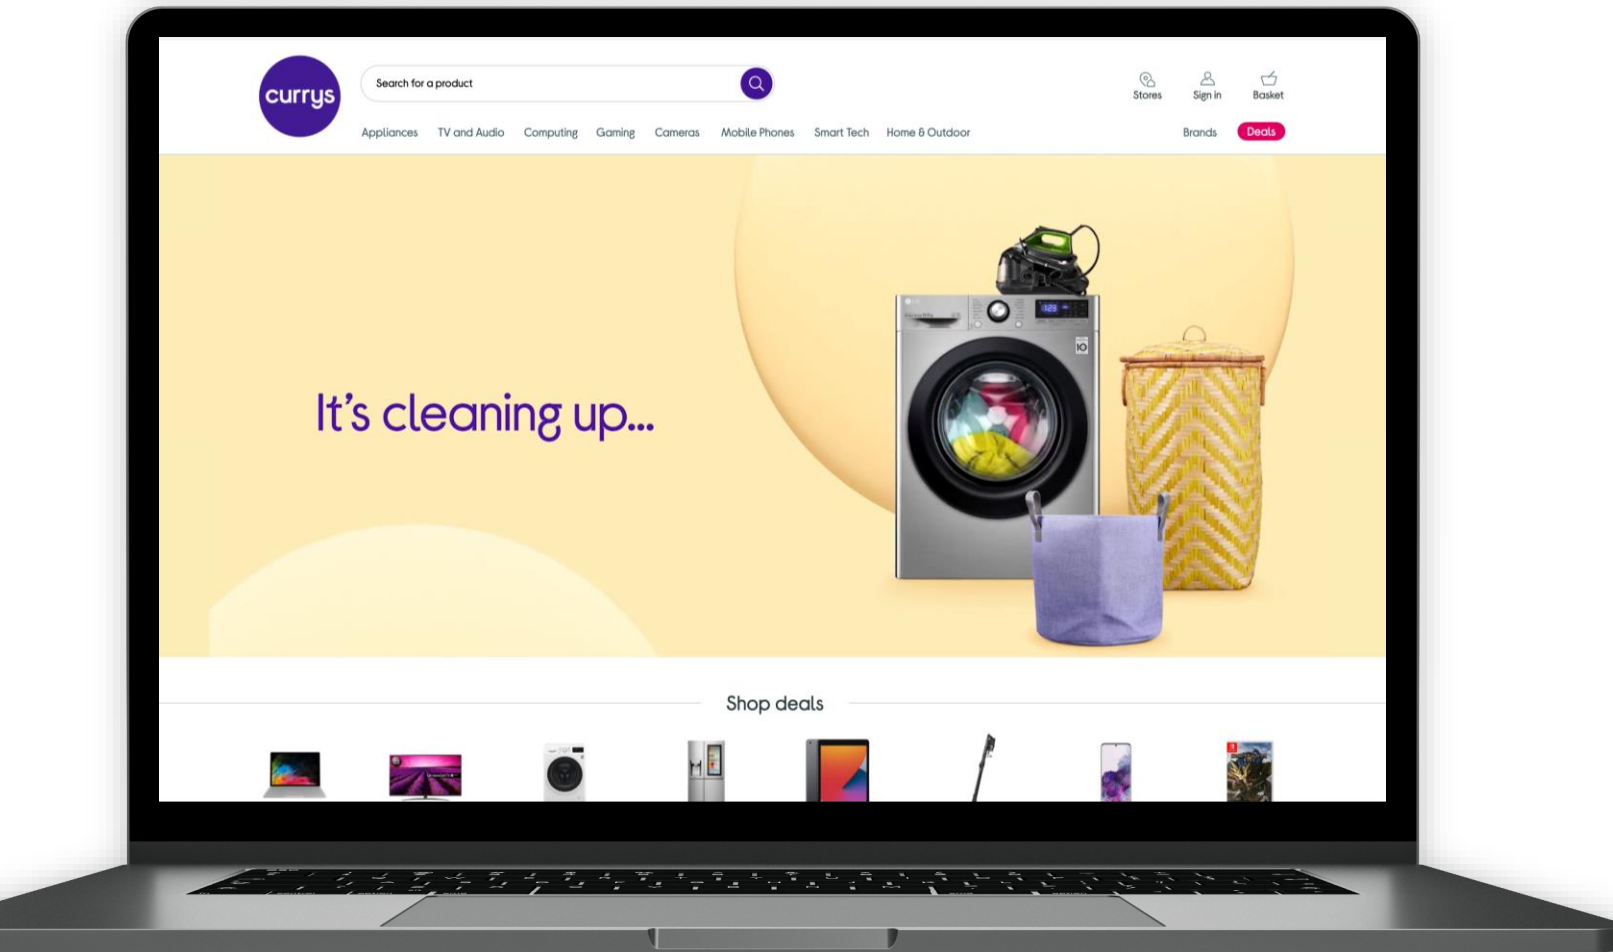 currys
Search for a product
Stores
Sign in
Basket
Appliances
TV and Audio
Computing
Gaming
Cameras
Mobile Phones
Smart Tech
Home & Outdoor
Brands
Deals
LG
It's cleaning up...
Shop deals